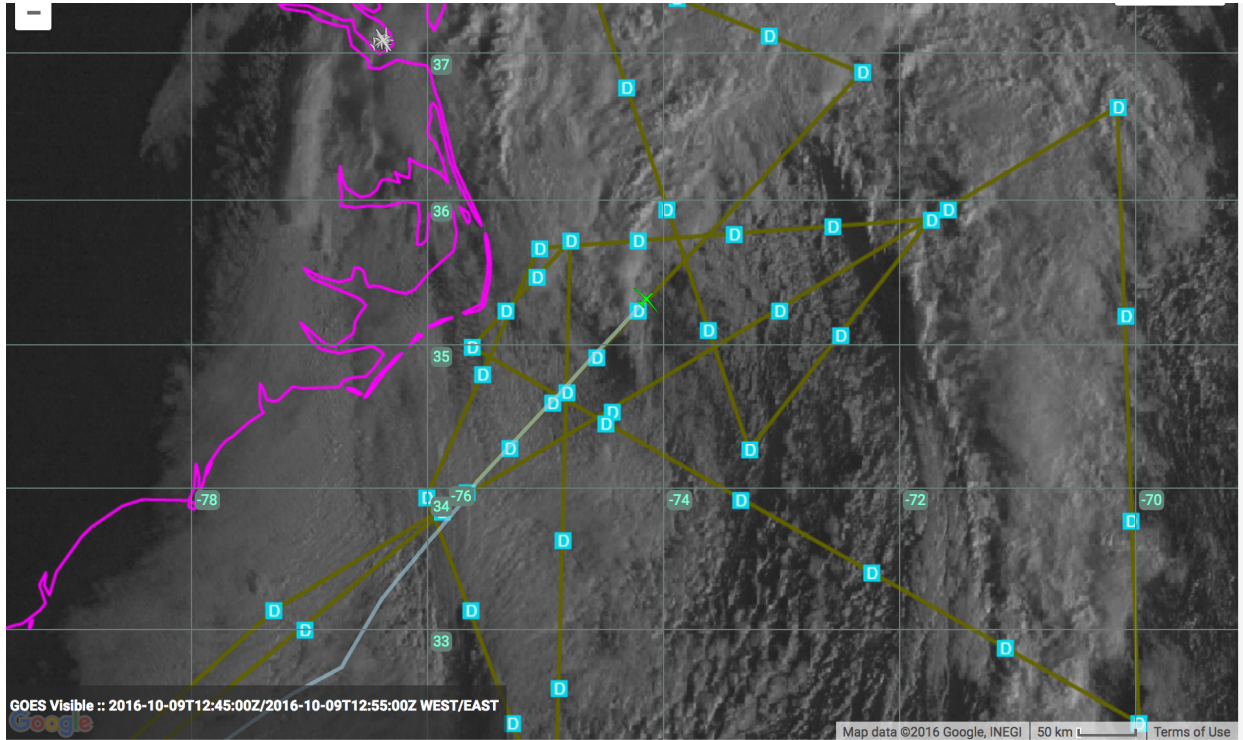 −
D
37
D
D
D
36 D D
D
D D D D
D
D
D D D D
D D
D
35 D
D
D
D
D
D
D D
-78 D -76 -74 D -72 -70
34
D
D
D
D D
D
33 D
D
GOES Visible :: 2016-10-09T12:45:00Z/2016-10-09T12:55:00Z WEST/EAST
D D
Google
Map data ©2016 Google, INEGI 50 km Terms of Use